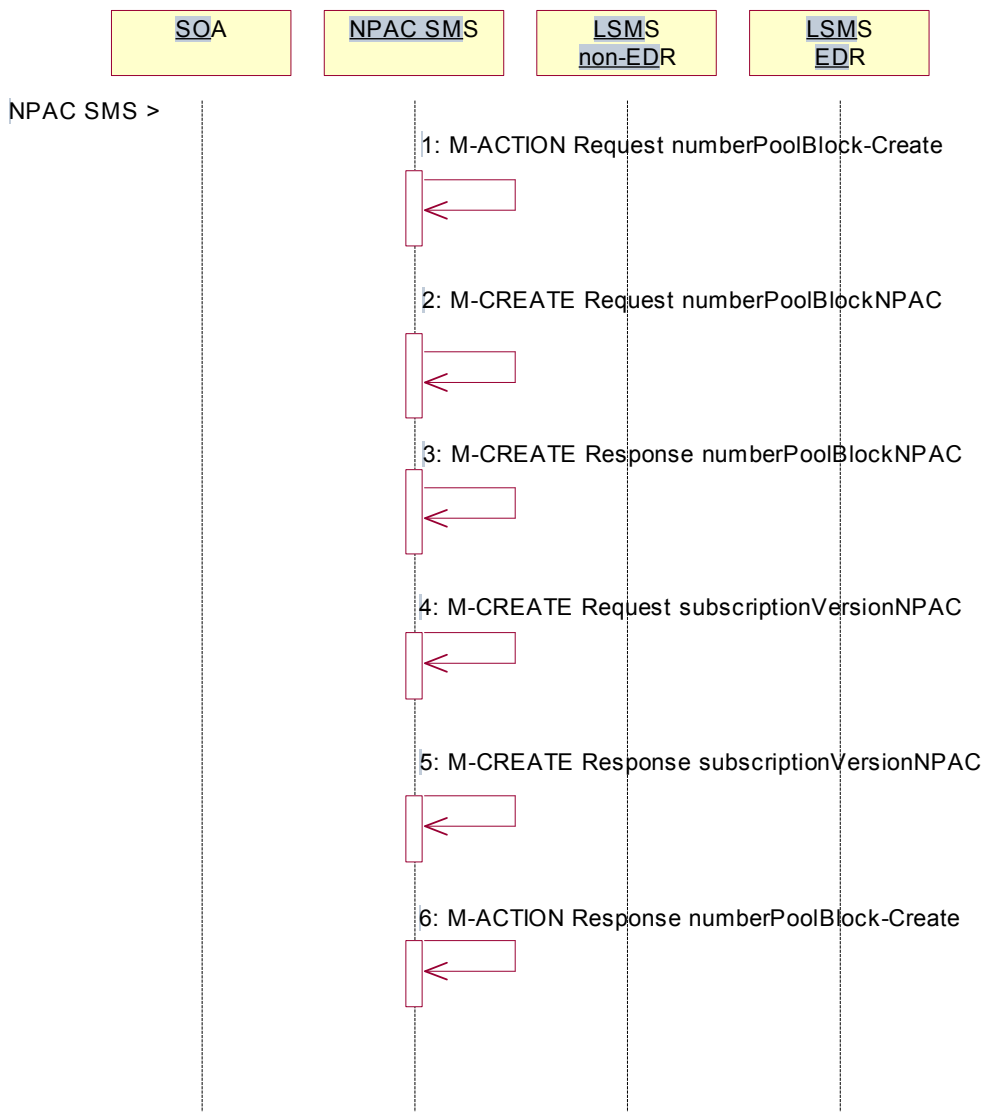 SOA
NPAC SMS
LSMS
non-EDR
LSMS
EDR
NPAC SMS >
1: M-ACTION Request numberPoolBlock-Create
2: M-CREATE Request numberPoolBlockNPAC
3: M-CREATE Response numberPoolBlockNPAC
4: M-CREATE Request subscriptionVersionNPAC
5: M-CREATE Response subscriptionVersionNPAC
6: M-ACTION Response numberPoolBlock-Create